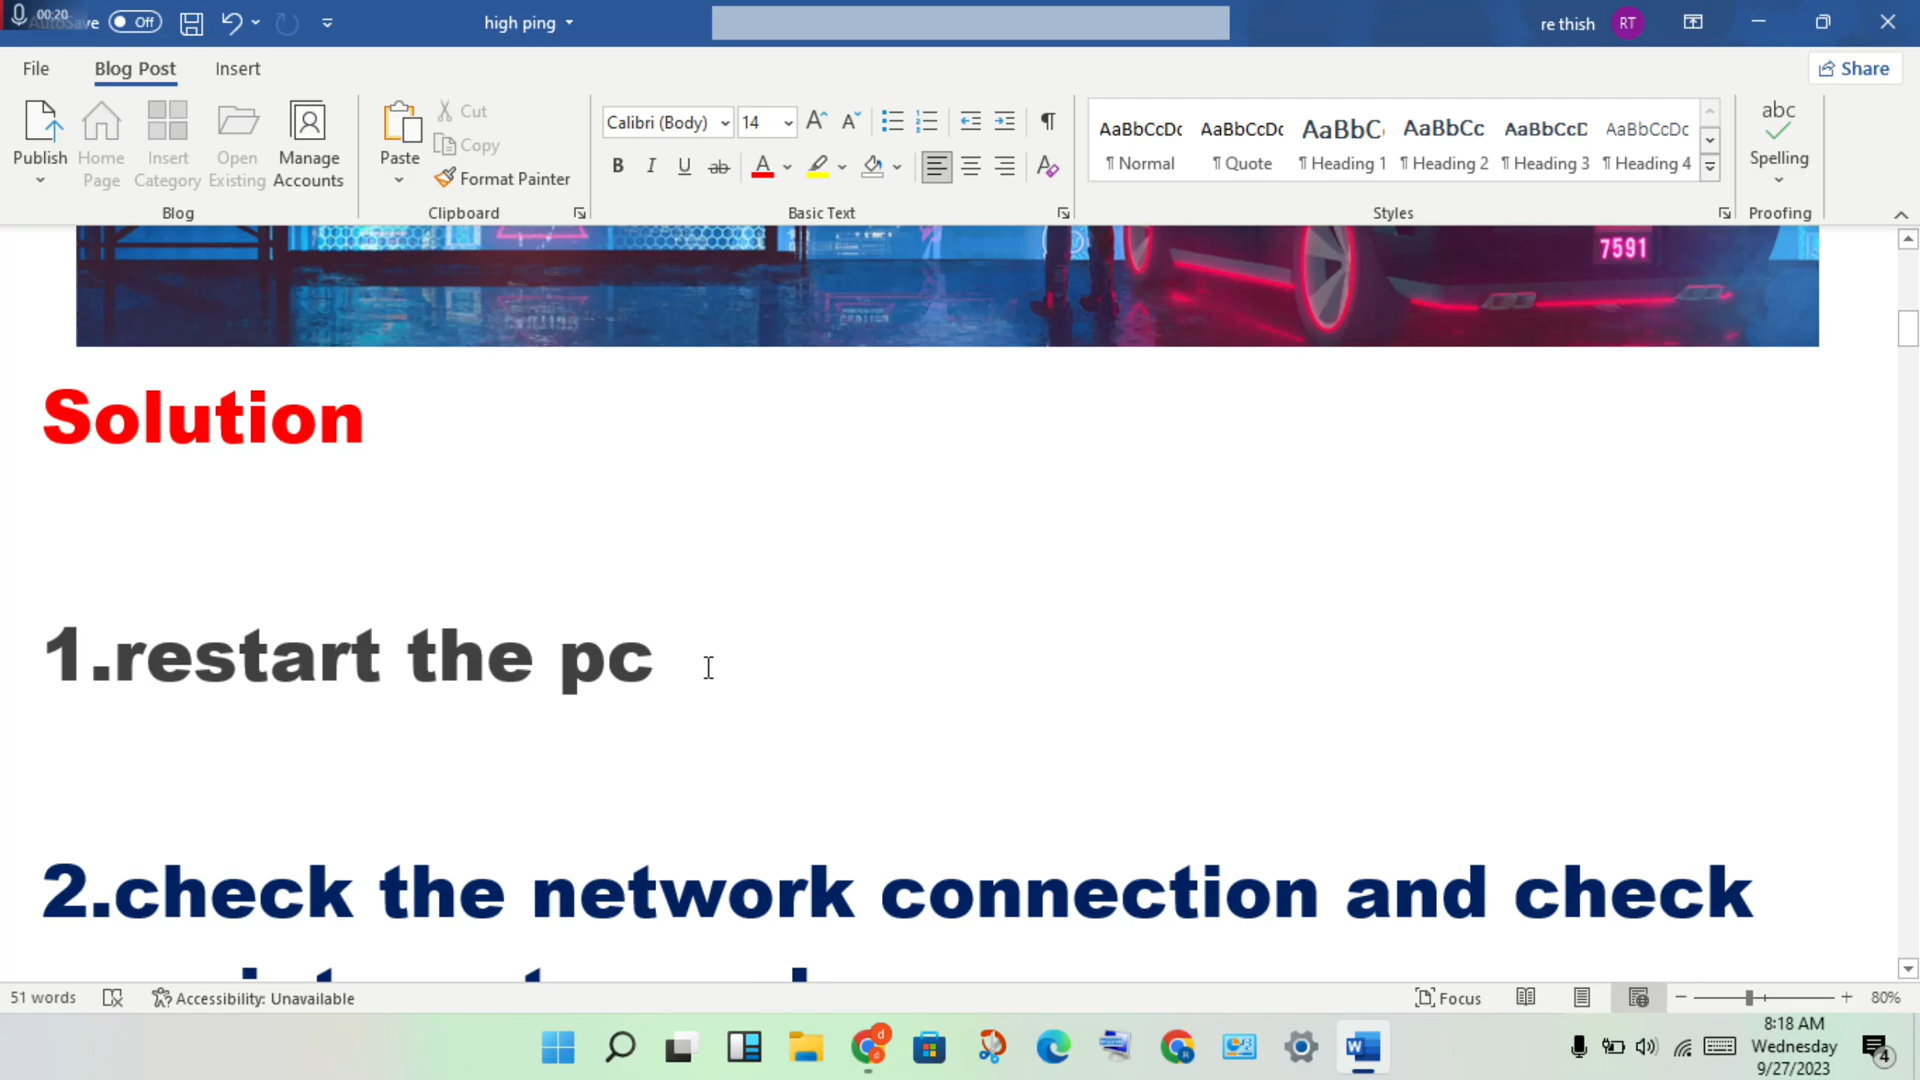 00:20
AutoSave
Off
high ping
re thish
RT
File
Blog Post
Insert
Share
Publish
Home Page
Insert Category
Open Existing
Manage Accounts
Blog
Paste
Cut
Copy
Format Painter
Clipboard
Calibri (Body)
14
B I U ab
Basic Text
AaBbCcDc
¶ Normal
AaBbCcDc
¶ Quote
AaBbC
¶ Heading 1
AaBbCc
¶ Heading 2
AaBbCcD
¶ Heading 3
AaBbCcDc
¶ Heading 4
Styles
abc
Spelling
Proofing
7591
Solution
1.restart the pc
2.check the network connection and check
51 words
Accessibility: Unavailable
Focus
80%
8:18 AM
Wednesday
9/27/2023
4